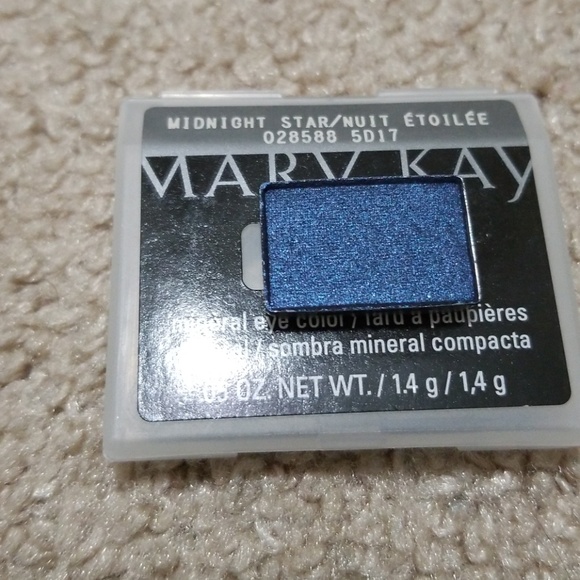 MIDNIGHT STAR/NUIT ÉTOILÉE
028588 5D17
MARY KAY
mineral eye color / fard à paupières
/ sombra mineral compacta
OZ. NET WT. / 1.4 g / 1,4 g